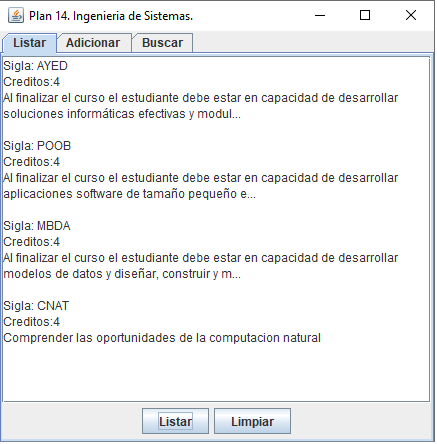 Plan 14. Ingenieria de Sistemas.
Listar Adicionar Buscar
Sigla: AYED
Creditos:4
Al finalizar el curso el estudiante debe estar en capacidad de desarrollar
soluciones informáticas efectivas y modul...
Sigla: POOB
Creditos:4
Al finalizar el curso el estudiante debe estar en capacidad de desarrollar
aplicaciones software de tamaño pequeño e...
Sigla: MBDA
Creditos:4
Al finalizar el curso el estudiante debe estar en capacidad de desarrollar
modelos de datos y diseñar, construir y m...
Sigla: CNAT
Creditos:4
Comprender las oportunidades de la computacion natural
Listar Limpiar